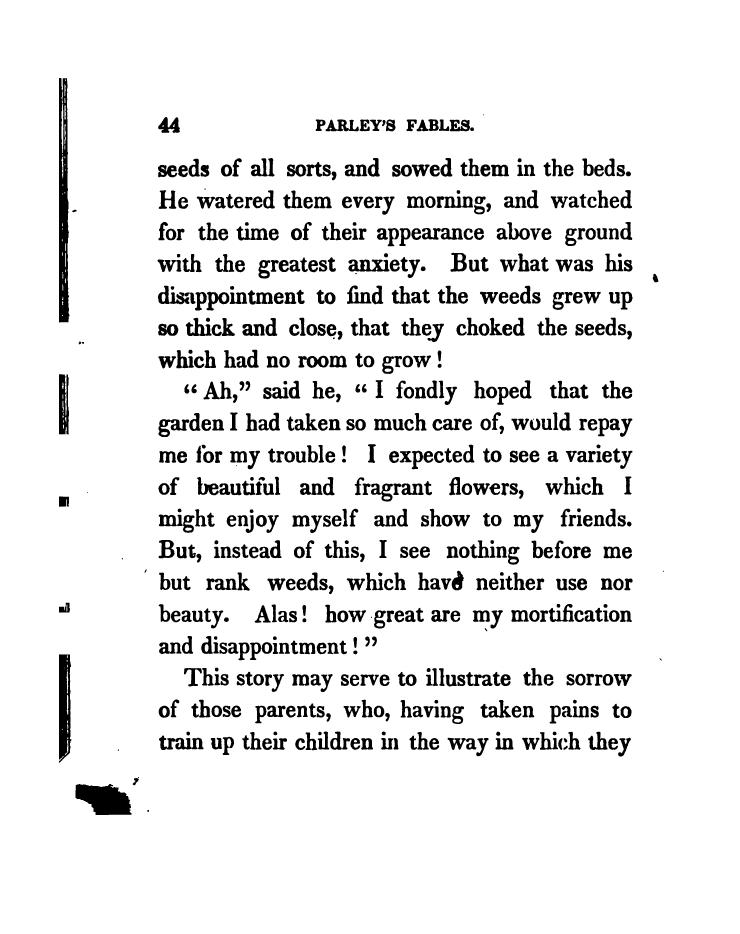 44 PARLEY'S FABLES.
seeds of all sorts, and sowed them in the beds.
He watered them every morning, and watched
for the time of their appearance above ground
with the greatest anxiety. But what was his
disappointment to find that the weeds grew up
so thick and close, that they choked the seeds,
which had no room to grow!
"Ah," said he, "I fondly hoped that the
garden I had taken so much care of, would repay
me for my trouble! I expected to see a variety
of beautiful and fragrant flowers, which I
might enjoy myself and show to my friends.
But, instead of this, I see nothing before me
but rank weeds, which have neither use nor
beauty. Alas! how great are my mortification
and disappointment!"
This story may serve to illustrate the sorrow
of those parents, who, having taken pains to
train up their children in the way in which they